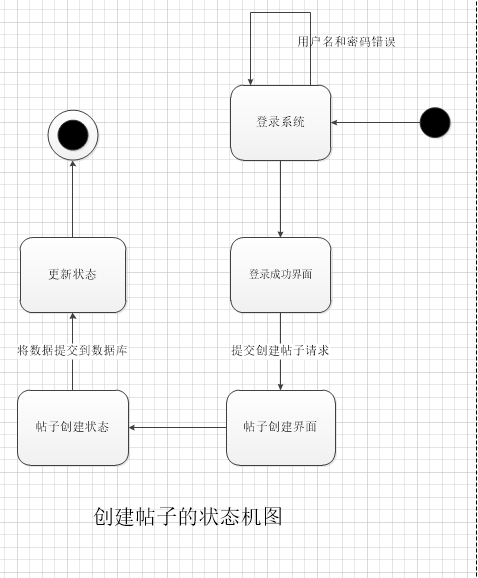 用户名和密码错误
登录系统
更新状态
登录成功界面
将数据提交到数据库
提交创建帖子请求
帖子创建状态
帖子创建界面
创建帖子的状态机图